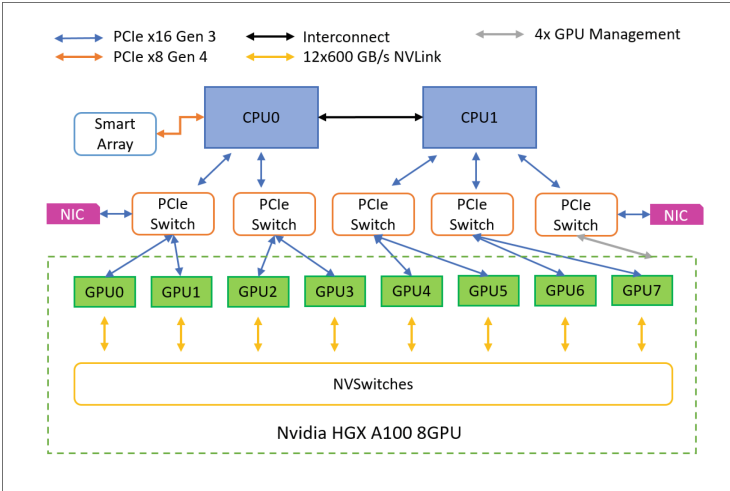 PCIe x16 Gen 3
Interconnect
4x GPU Management
PCIe x8 Gen 4
12x600 GB/s NVLink
Smart
Array
CPU0
CPU1
NIC
PCIe
Switch
PCIe
Switch
PCIe
Switch
PCIe
Switch
PCIe
Switch
NIC
GPU0
GPU1
GPU2
GPU3
GPU4
GPU5
GPU6
GPU7
NVSwitches
Nvidia HGX A100 8GPU